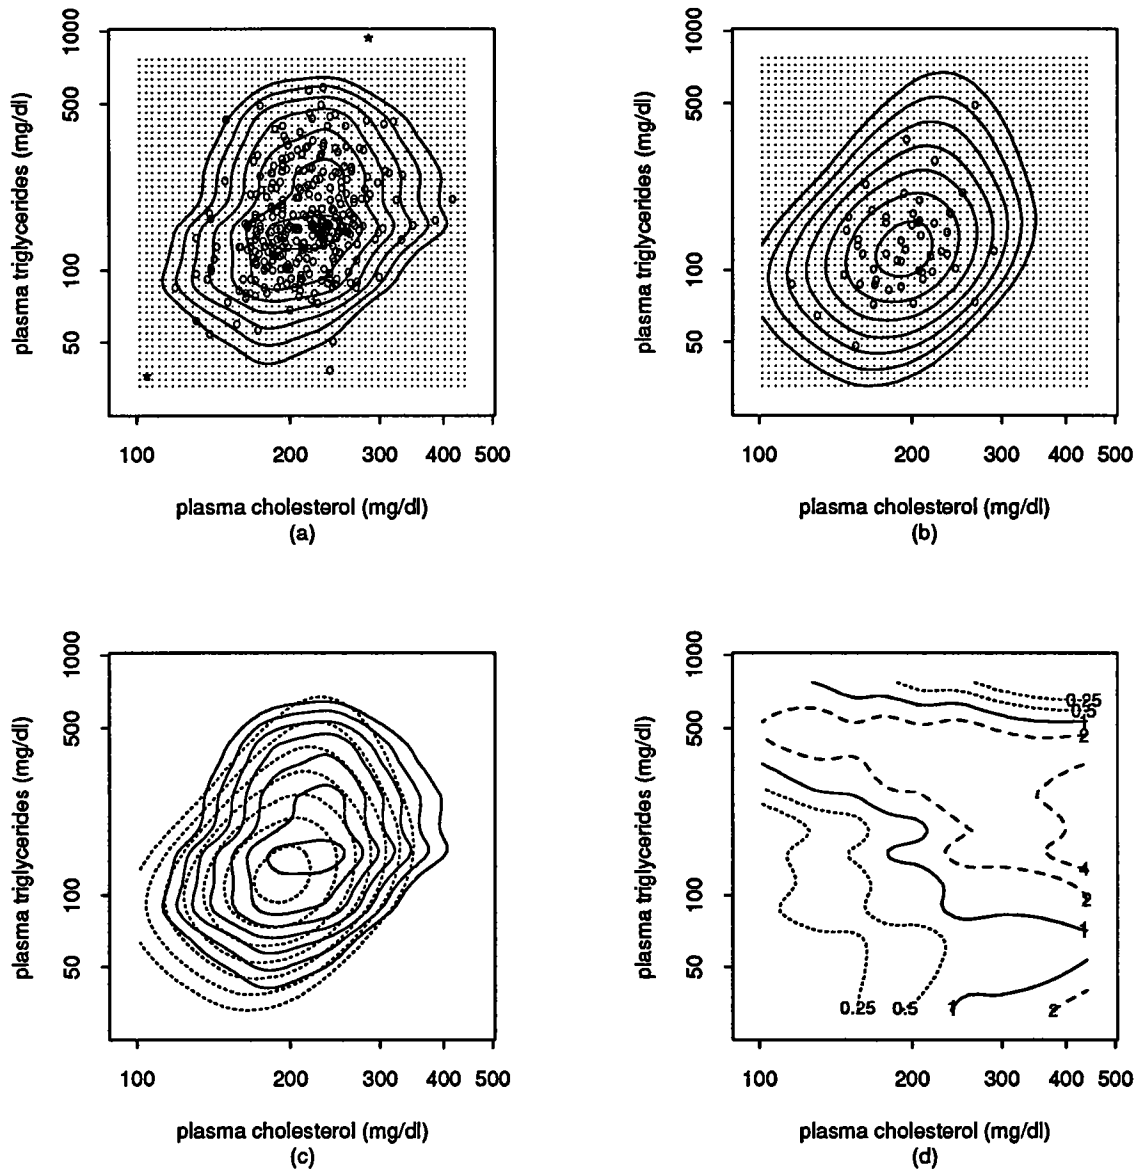 1000
500
100
50
plasma triglycerides (mg/dl)
100 200 300 400 500
plasma cholesterol (mg/dl)
(a)
1000
500
100
50
plasma triglycerides (mg/dl)
100 200 300 400 500
plasma cholesterol (mg/dl)
(b)
1000
500
100
50
plasma triglycerides (mg/dl)
100 200 300 400 500
plasma cholesterol (mg/dl)
(c)
1000
500
100
50
plasma triglycerides (mg/dl)
0.25
0.5
1
2
4
2
1
0.25 0.5 1 2
100 200 300 400 500
plasma cholesterol (mg/dl)
(d)